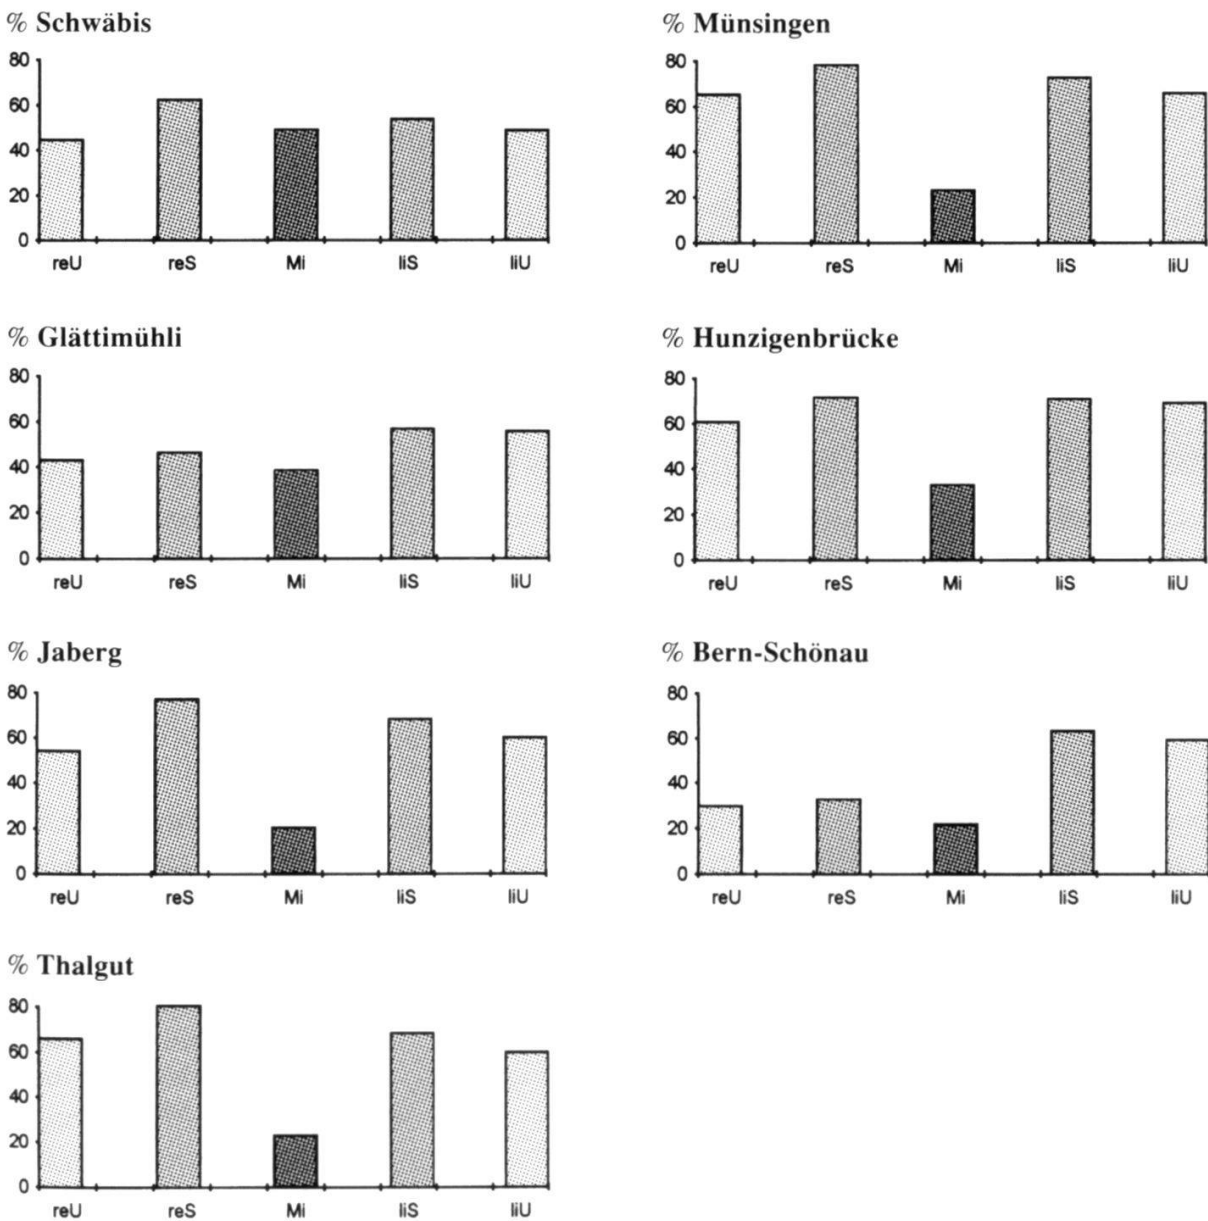 % Schwäbis
80
60
40
20
0
reU reS Mi liS liU
% Münsingen
80
60
40
20
0
reU reS Mi liS liU
% Glättimühli
80
60
40
20
0
reU reS Mi liS liU
% Hunzigenbrücke
80
60
40
20
0
reU reS Mi liS liU
% Jaberg
80
60
40
20
0
reU reS Mi liS liU
% Bern-Schönau
80
60
40
20
0
reU reS Mi liS liU
% Thalgut
80
60
40
20
0
reU reS Mi liS liU